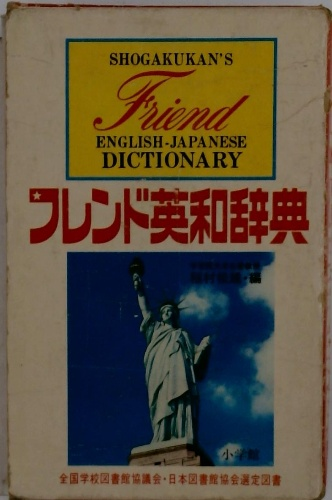 SHOGAKUKAN'S
Friend
ENGLISH-JAPANESE
DICTIONARY
フレンド英和辞典
編
小学館
全国学校図書館協議会・日本図書館協会選定図書